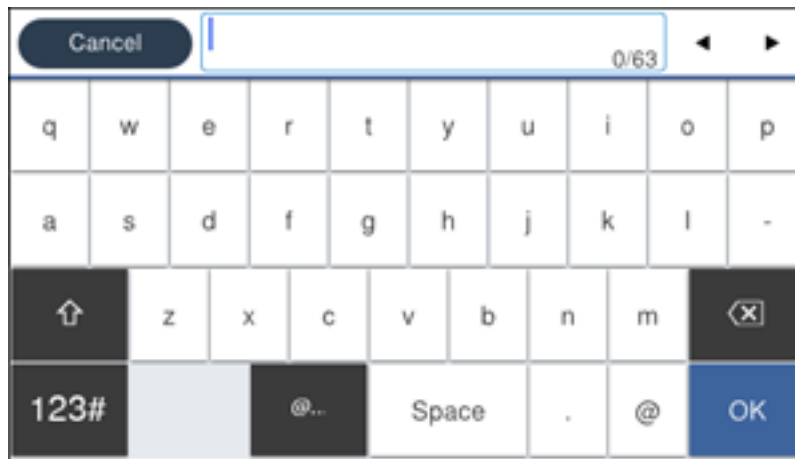 Cancel 0/63
q w e r t y u i o p
a s d f g h j k l -
z x c v b n m
123# @... Space . @ OK